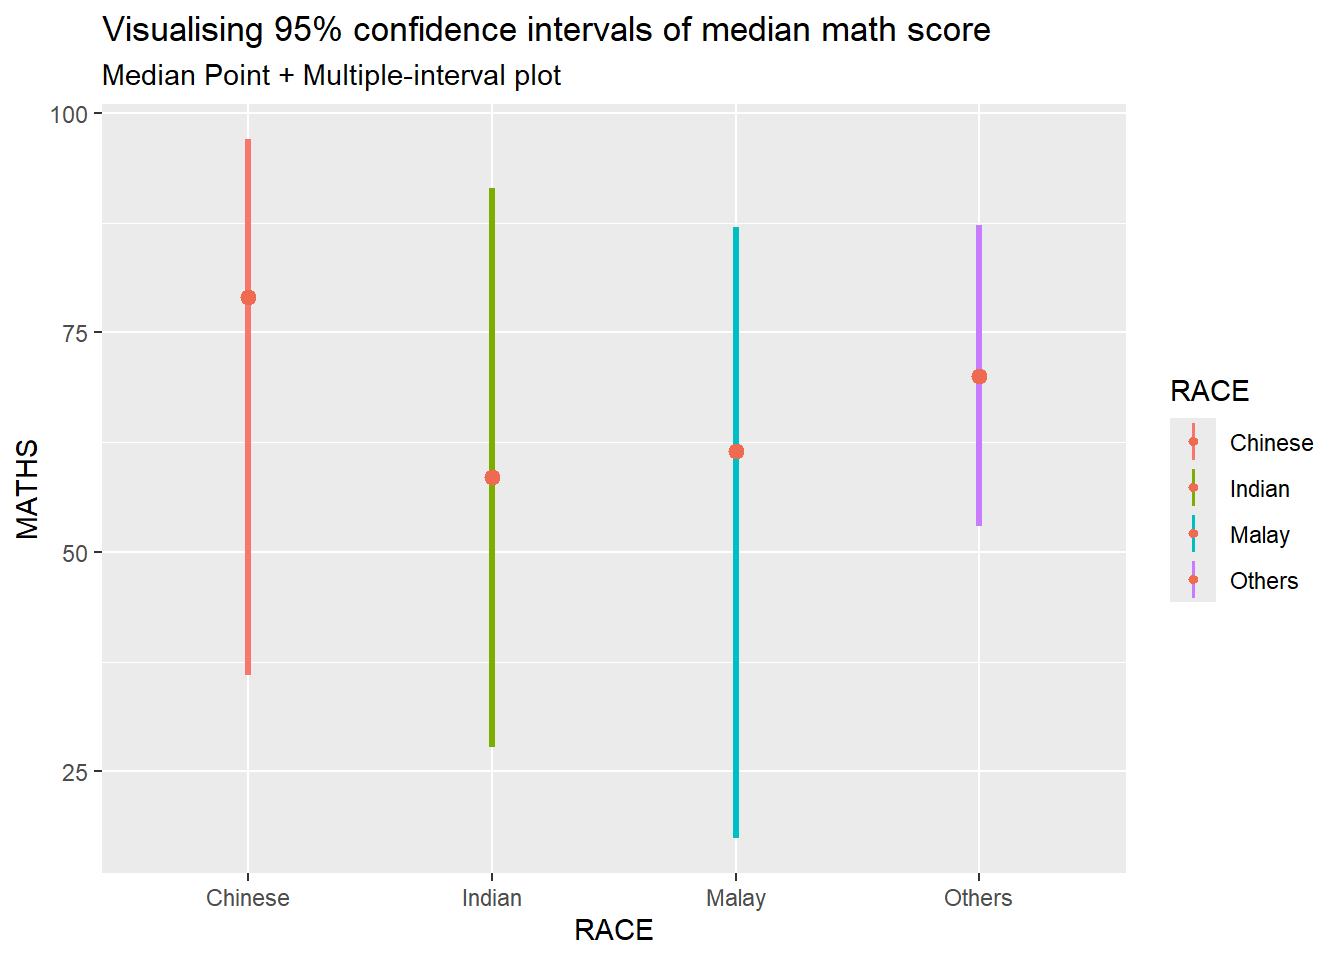 Visualising 95% confidence intervals of median math score
Median Point + Multiple-interval plot
100
75
50
25
MATHS
Chinese
Indian
Malay
Others
RACE
RACE
Chinese
Indian
Malay
Others